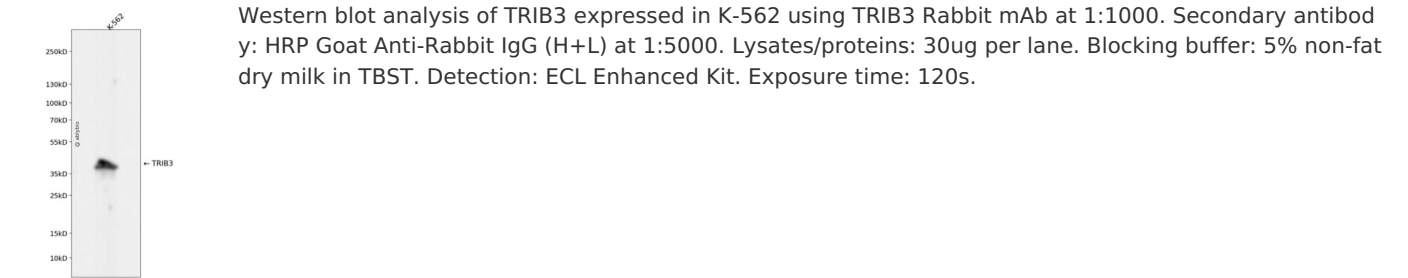 K-562
250kD
130kD
100kD
70kD
55kD
35kD
25kD
15kD
10kD
@ ablybio
← TRIB3
Western blot analysis of TRIB3 expressed in K-562 using TRIB3 Rabbit mAb at 1:1000. Secondary antibod
y: HRP Goat Anti-Rabbit IgG (H+L) at 1:5000. Lysates/proteins: 30ug per lane. Blocking buffer: 5% non-fat
dry milk in TBST. Detection: ECL Enhanced Kit. Exposure time: 120s.